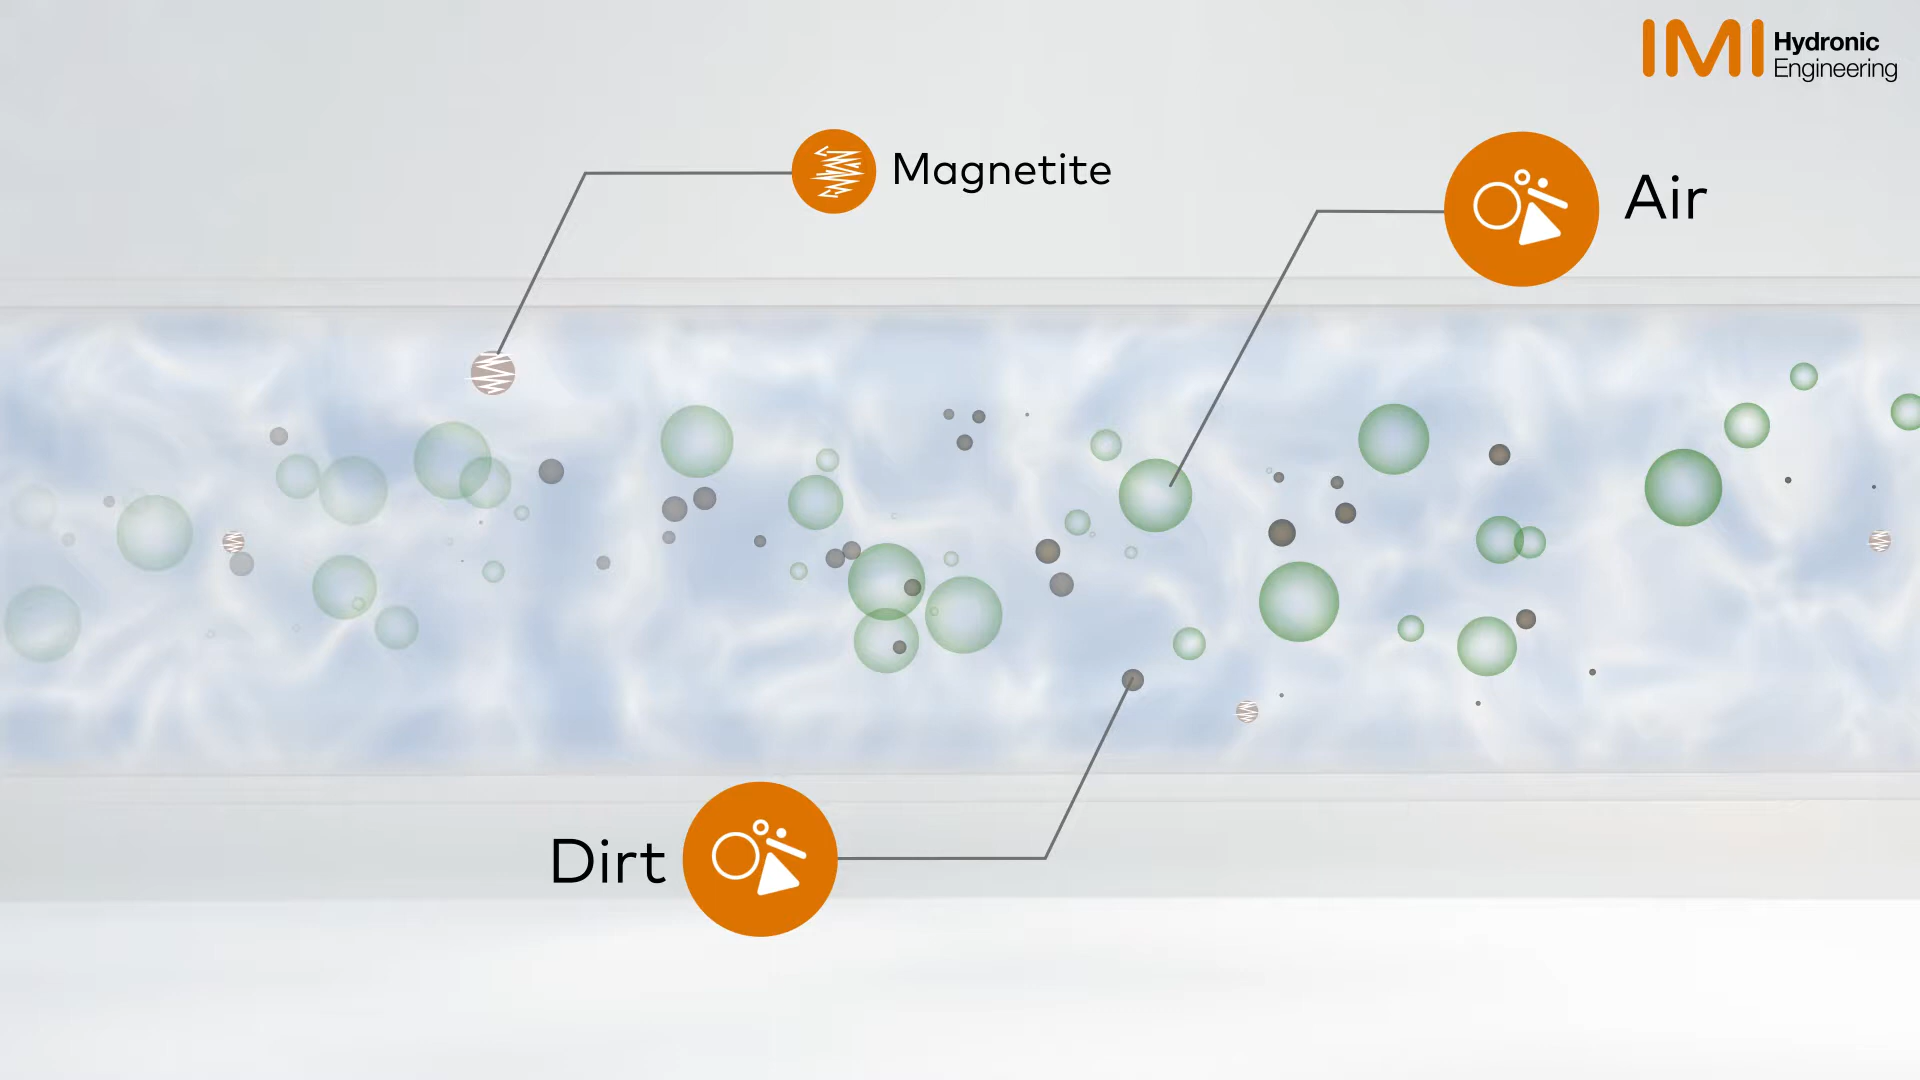 IMI Hydronic
Engineering
Magnetite
Air
Dirt